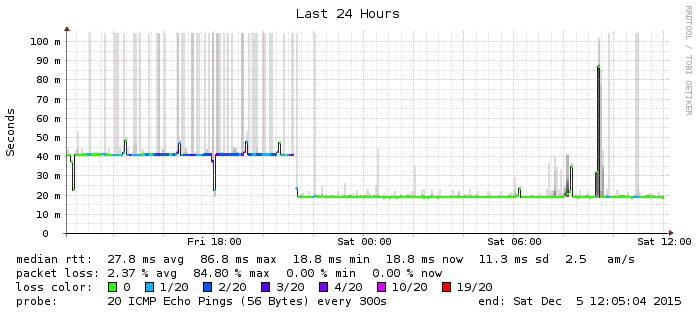 Last 24 Hours
RRDTOOL / TOBI OETIKER
Seconds
100 m
90 m
80 m
70 m
60 m
50 m
40 m
30 m
20 m
10 m
0
Fri 18:00 Sat 00:00 Sat 06:00 Sat 12:00
median rtt: 27.8 ms avg 86.8 ms max 18.8 ms min 18.8 ms now 11.3 ms sd 2.5 am/s
packet loss: 2.37 % avg 84.80 % max 0.00 % min 0.00 % now
loss color: 0 1/20 2/20 3/20 4/20 10/20 19/20
probe: 20 ICMP Echo Pings (56 Bytes) every 300s end: Sat Dec 5 12:05:04 2015